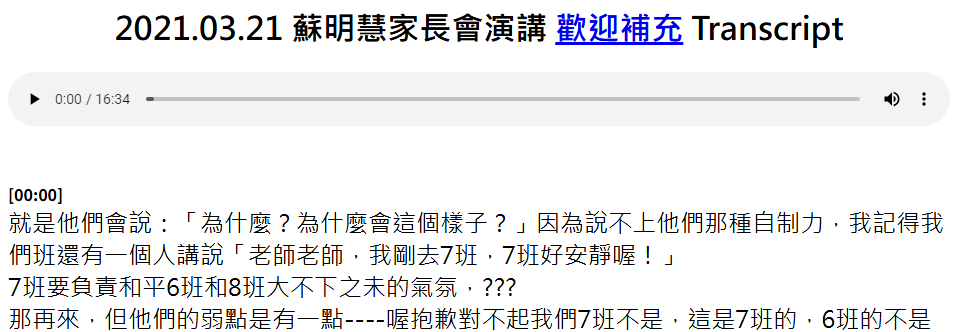 2021.03.21 蘇明慧家長會演講 歡迎補充 Transcript
0:00 / 16:34
[00:00]
就是他們會說：「為什麼？為什麼會這個樣子？」因為說不上他們那種自制力，我記得我
們班還有一個人講說「老師老師，我剛去7班，7班好安靜喔！」
7班要負責和平6班和8班大不下之未的氣氛，???
那再來，但他們的弱點是有一點----喔抱歉對不起我們7班不是，這是7班的，6班的不是